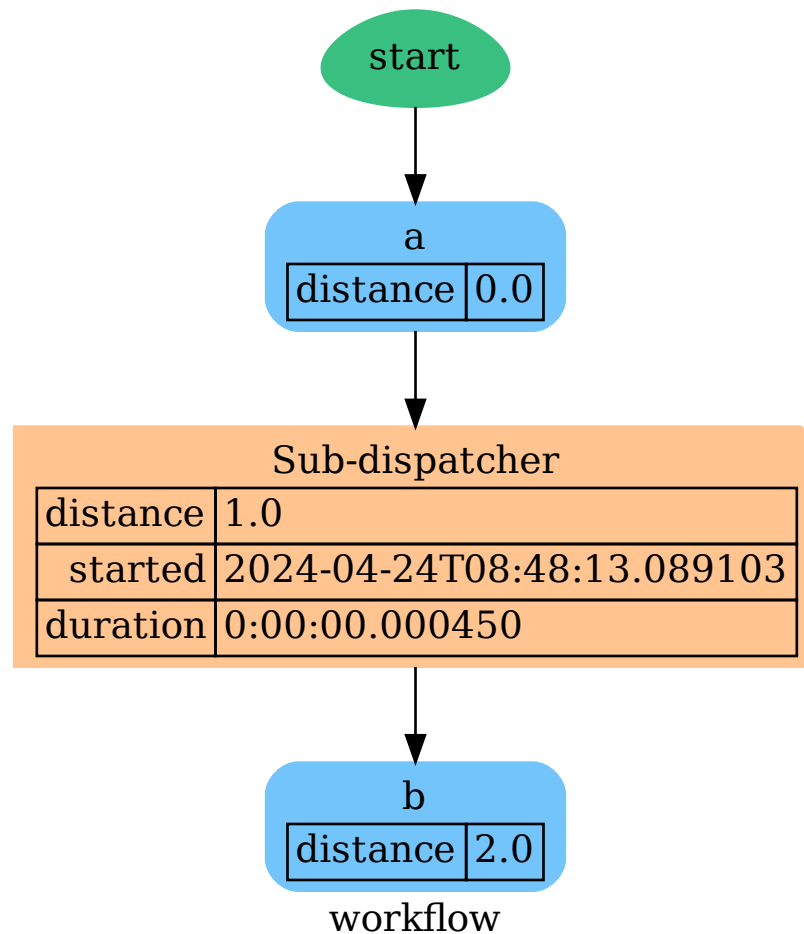 start
a
distance 0.0
Sub-dispatcher
distance 1.0
started 2024-04-24T08:48:13.089103
duration 0:00:00.000450
b
distance 2.0
workflow